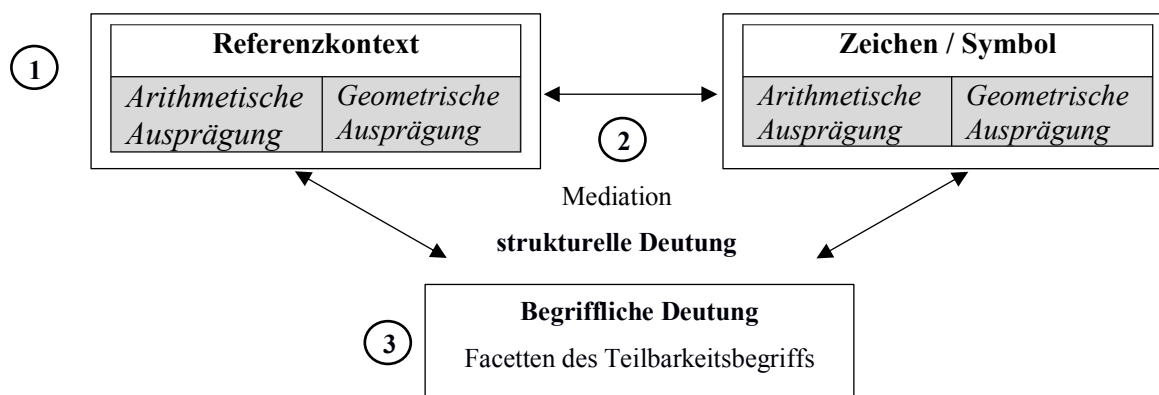 Referenzkontext
Zeichen / Symbol
1
Arithmetische
Ausprägung
Geometrische
Ausprägung
Arithmetische
Ausprägung
Geometrische
Ausprägung
2
Mediation
strukturelle Deutung
Begriffliche Deutung
3
Facetten des Teilbarkeitsbegriffs